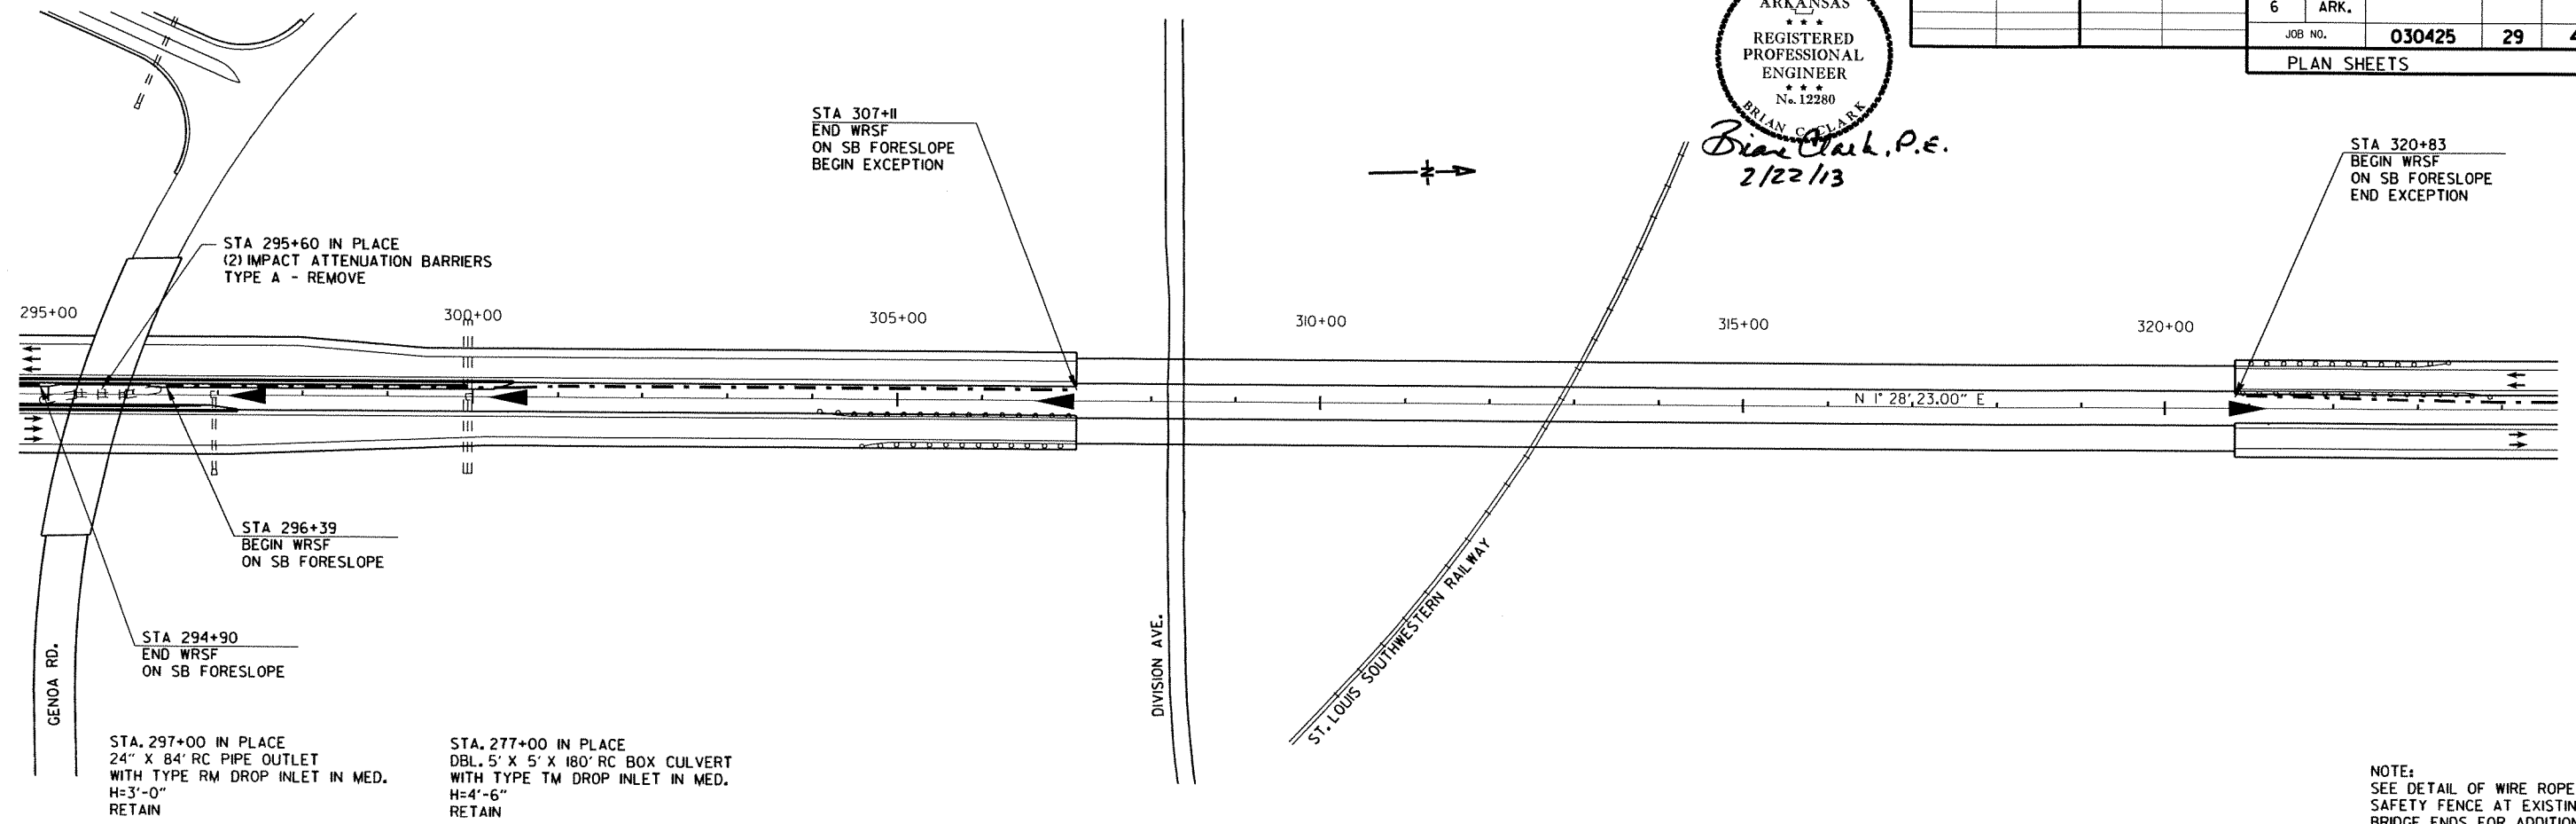 ARKANSAS
★ ★ ★
REGISTERED
PROFESSIONAL
ENGINEER
★ ★ ★
No. 12280
BRIAN C. CLARK
Brian Clark, P.E.
2/22/13
6 ARK.
JOB NO. 030425 29
PLAN SHEETS
STA 307+11
END WRSF
ON SB FORESLOPE
BEGIN EXCEPTION
STA 320+83
BEGIN WRSF
ON SB FORESLOPE
END EXCEPTION
STA 295+60 IN PLACE
(2) IMPACT ATTENUATION BARRIERS
TYPE A - REMOVE
295+00
300+00
305+00
310+00
315+00
320+00
N 1° 28' 23.00" E
STA 296+39
BEGIN WRSF
ON SB FORESLOPE
STA 294+90
END WRSF
ON SB FORESLOPE
GENOA RD.
DIVISION AVE.
ST. LOUIS SOUTHWESTERN RAILWAY
STA. 297+00 IN PLACE
24" X 84' RC PIPE OUTLET
WITH TYPE RM DROP INLET IN MED.
H=3'-0"
RETAIN
STA. 277+00 IN PLACE
DBL. 5' X 5' X 180' RC BOX CULVERT
WITH TYPE TM DROP INLET IN MED.
H=4'-6"
RETAIN
NOTE:
SEE DETAIL OF WIRE ROPE
SAFETY FENCE AT EXISTIN
BRIDGE ENDS FOR ADDITION